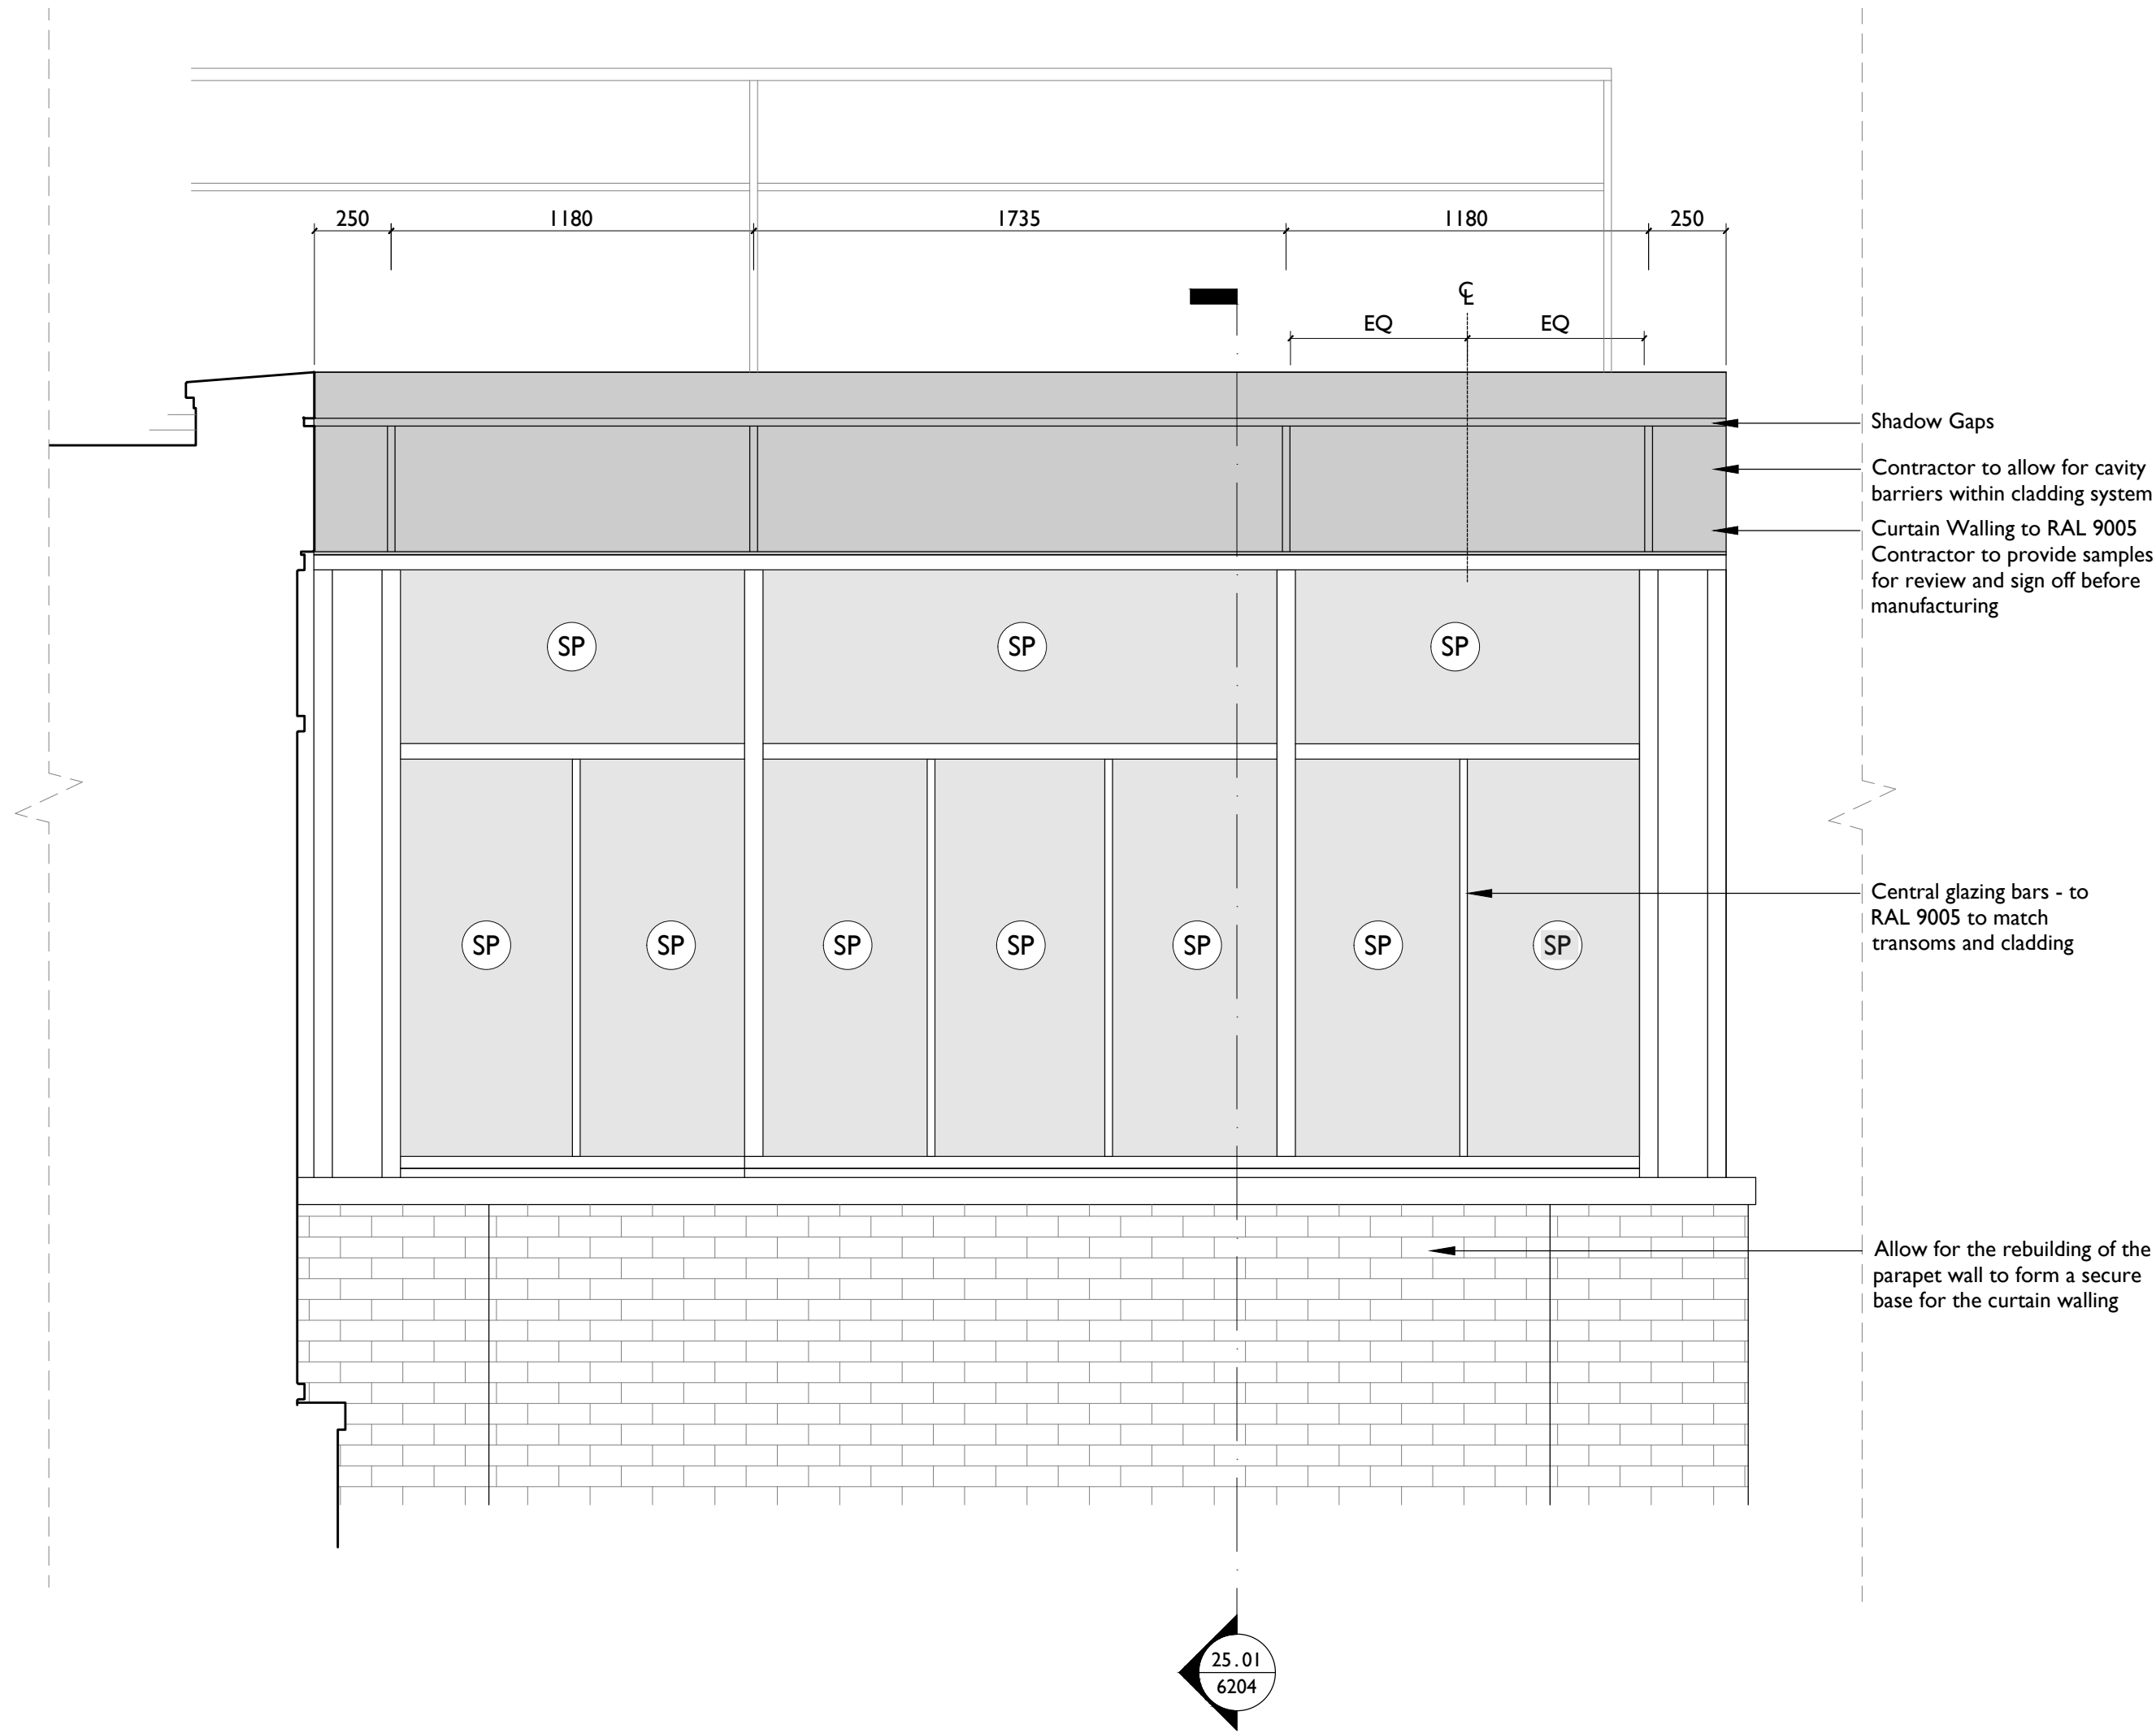 250 1180 1735 1180 250
℄
EQ EQ
Shadow Gaps
Contractor to allow for cavity
barriers within cladding system
Curtain Walling to RAL 9005
Contractor to provide samples
for review and sign off before
manufacturing
SP SP SP
Central glazing bars - to
RAL 9005 to match
transoms and cladding
SP SP SP SP SP SP SP
Allow for the rebuilding of the
parapet wall to form a secure
base for the curtain walling
25.01
6204